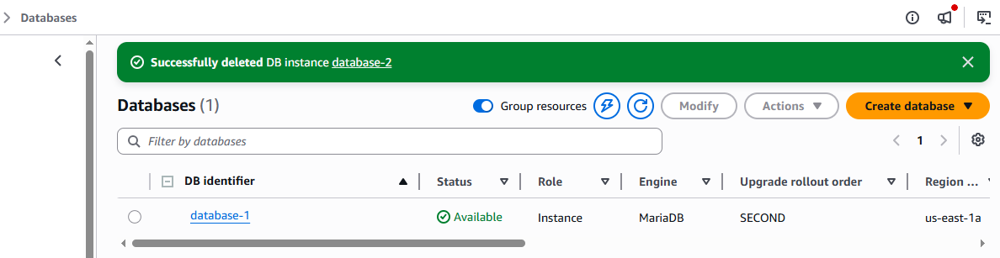 Databases
Successfully deleted DB instance database-2
Databases (1)
Group resources
Modify
Actions
Create database
Filter by databases
1
DB identifier
Status
Role
Engine
Upgrade rollout order
Region ...
database-1
Available
Instance
MariaDB
SECOND
us-east-1a